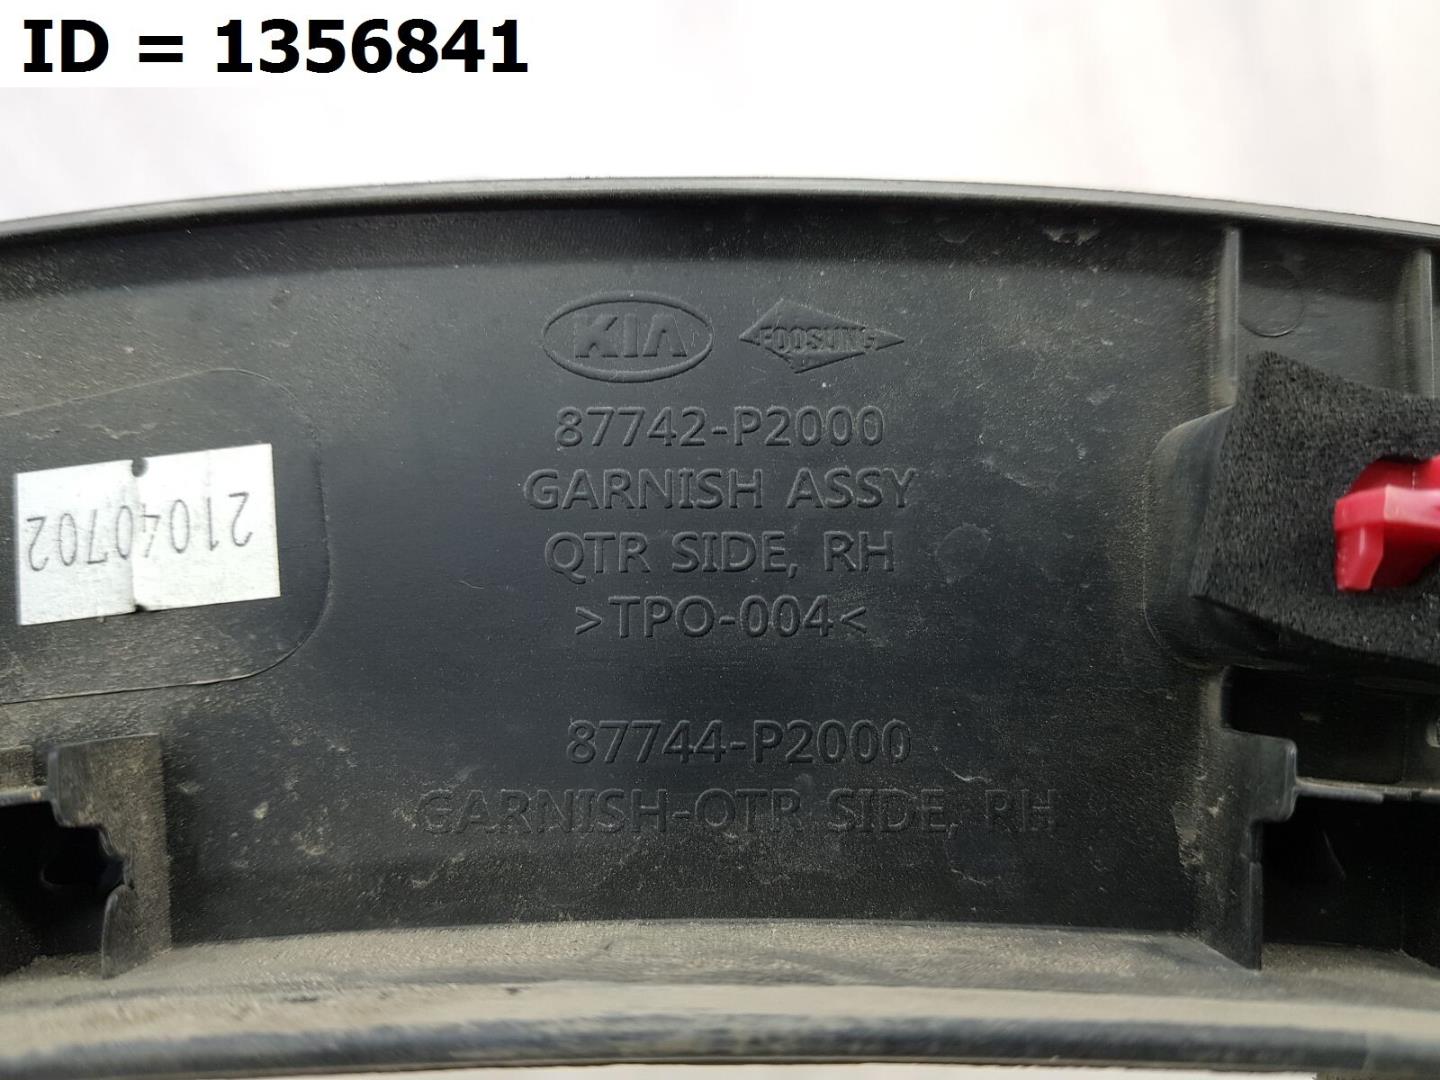 ID = 1356841
KIA FOOSUNG
87742-P2000
GARNISH ASSY
QTR SIDE, RH
>TPO-004<
21040702
87744-P2000
GARNISH-QTR SIDE, RH